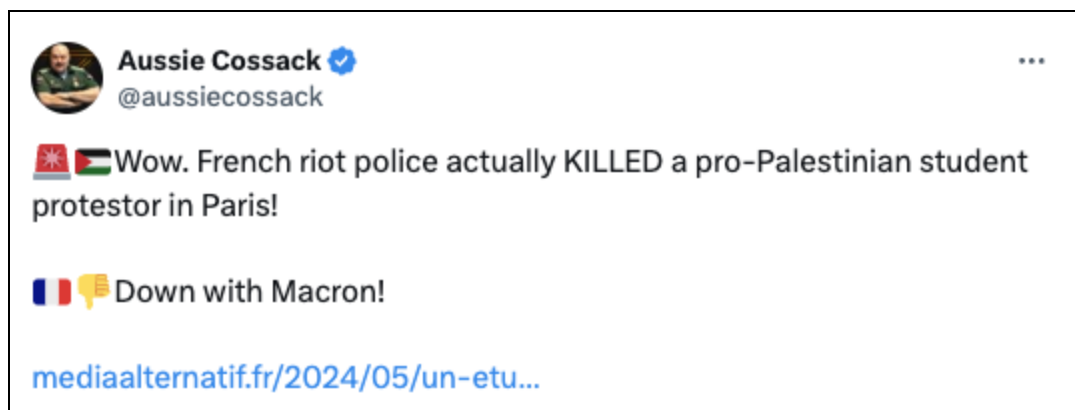 Aussie Cossack
@aussiecossack
🚨🇵🇸Wow. French riot police actually KILLED a pro-Palestinian student
protestor in Paris!
🇫🇷👎Down with Macron!
mediaalternatif.fr/2024/05/un-etu...